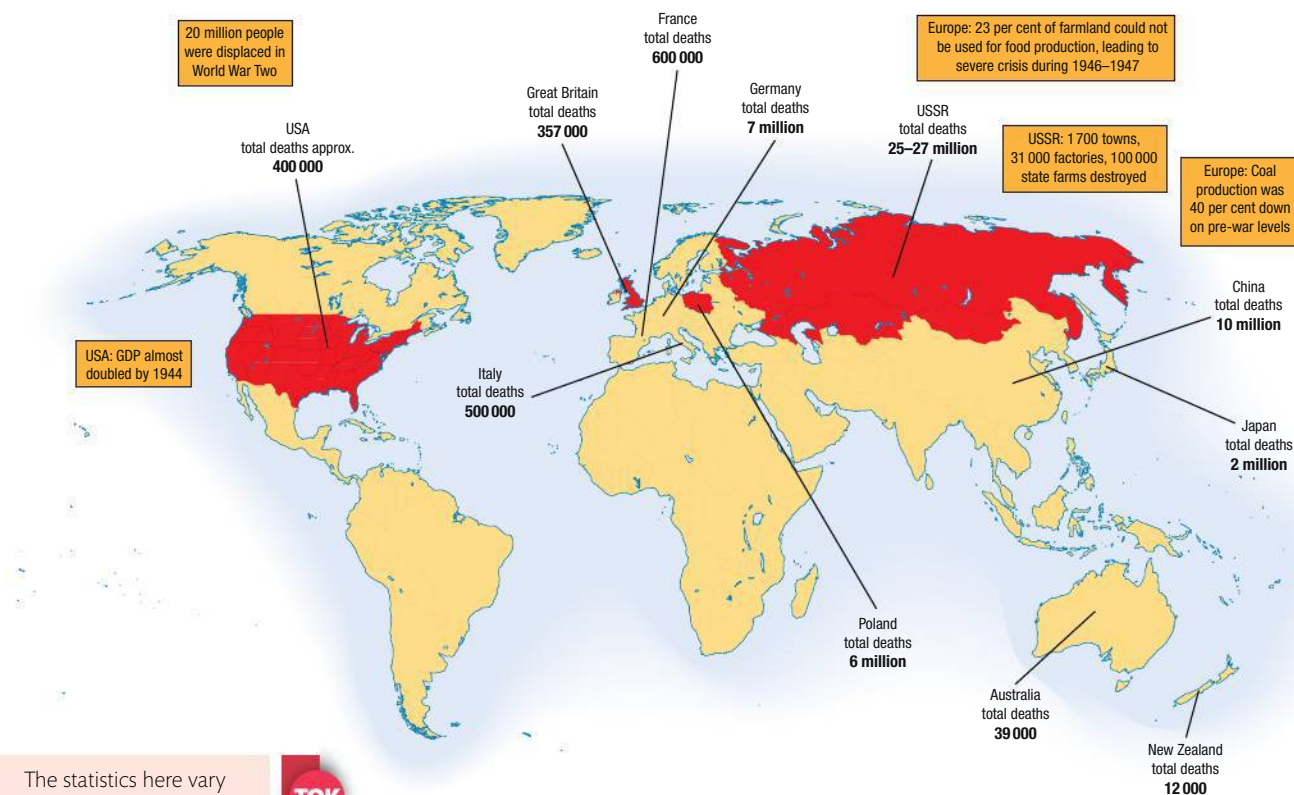 20 million people
were displaced in
World War Two
France
total deaths
600 000
Europe: 23 per cent of farmland could not
be used for food production, leading to
severe crisis during 1946–1947
Great Britain
total deaths
357 000
Germany
total deaths
7 million
USSR
total deaths
25–27 million
USA
total deaths approx.
400 000
USSR: 1 700 towns,
31 000 factories, 100 000
state farms destroyed
Europe: Coal
production was
40 per cent down
on pre-war levels
China
total deaths
10 million
USA: GDP almost
doubled by 1944
Italy
total deaths
500 000
Japan
total deaths
2 million
Poland
total deaths
6 million
Australia
total deaths
39 000
New Zealand
total deaths
12 000
The statistics here vary
TOK